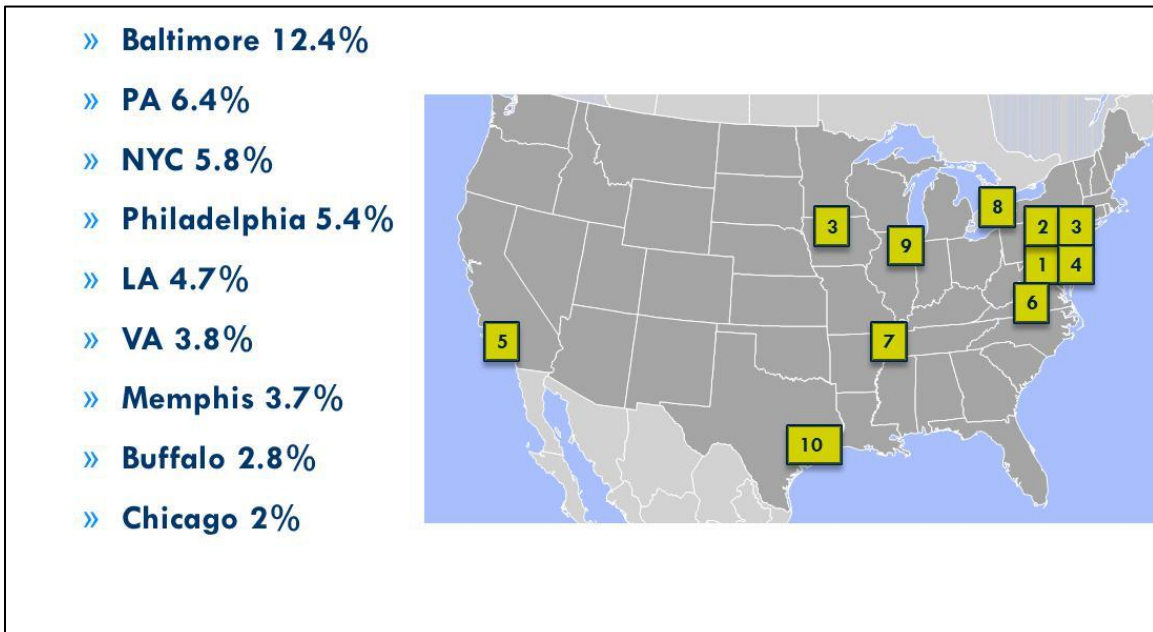 » Baltimore 12.4%
» PA 6.4%
» NYC 5.8%
» Philadelphia 5.4%
» LA 4.7%
» VA 3.8%
» Memphis 3.7%
» Buffalo 2.8%
» Chicago 2%
8
3
2 3
9
1 4
6
5
7
10